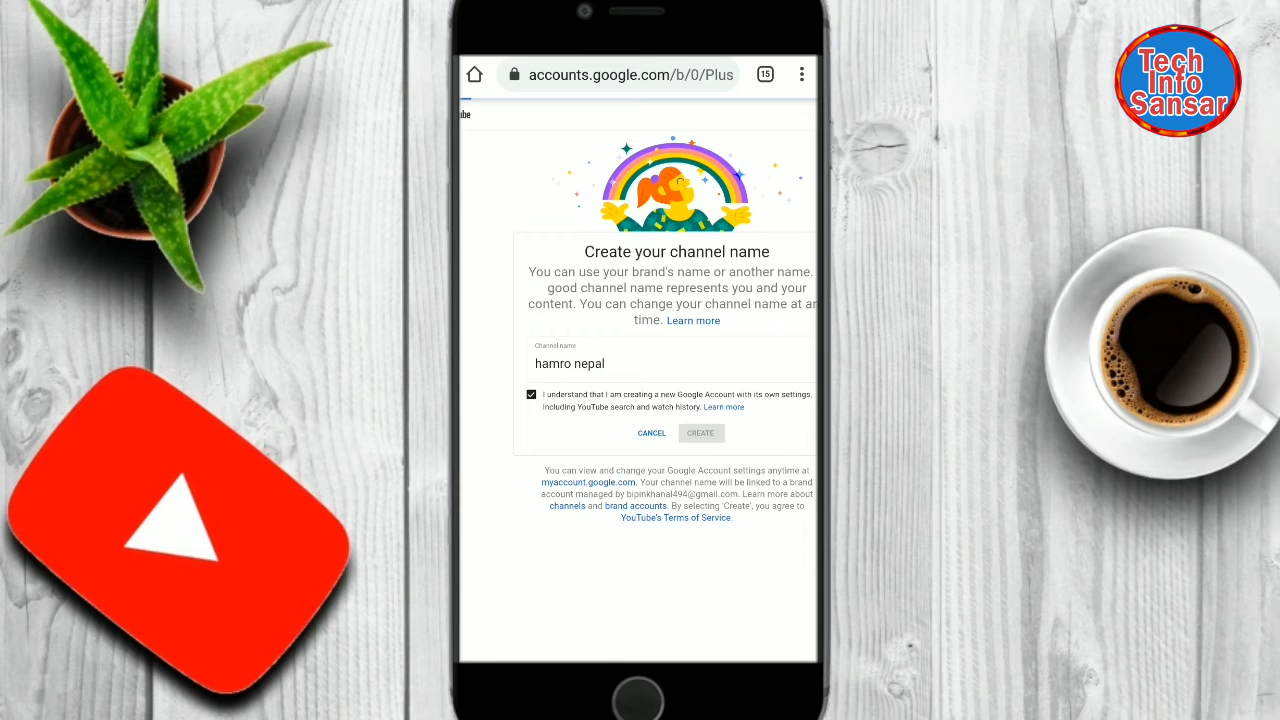 Tech
Info
Sansar
accounts.google.com/b/0/Plus
15
ube
Create your channel name
You can use your brand's name or another name.
good channel name represents you and your
content. You can change your channel name at an
time. Learn more
Channel name
hamro nepal
I understand that I am creating a new Google Account with its own settings,
including YouTube search and watch history. Learn more
CANCEL CREATE
You can view and change your Google Account settings anytime at
myaccount.google.com. Your channel name will be linked to a brand
account managed by bipinkhanal494@gmail.com. Learn more about
channels and brand accounts. By selecting 'Create', you agree to
YouTube's Terms of Service.